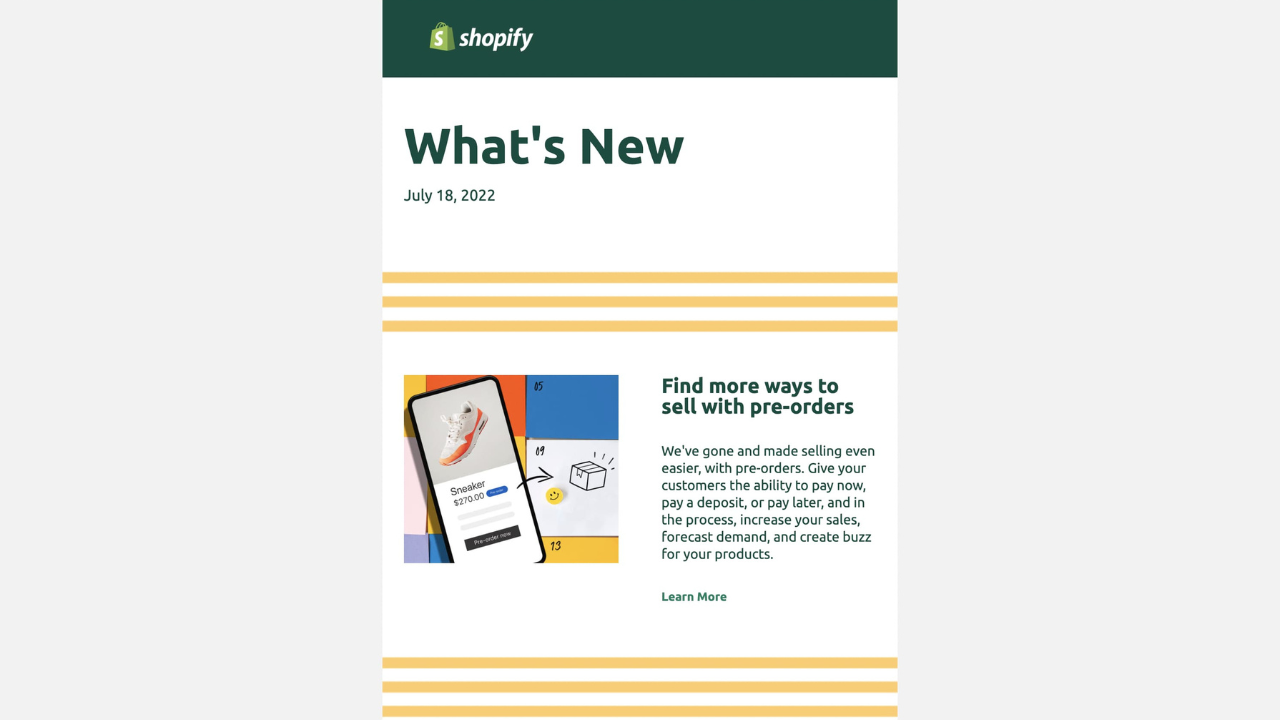 shopify
What's New
July 18, 2022
05
09
Sneaker
$270.00
Pre-order now
13
Find more ways to
sell with pre-orders
We've gone and made selling even
easier, with pre-orders. Give your
customers the ability to pay now,
pay a deposit, or pay later, and in
the process, increase your sales,
forecast demand, and create buzz
for your products.
Learn More